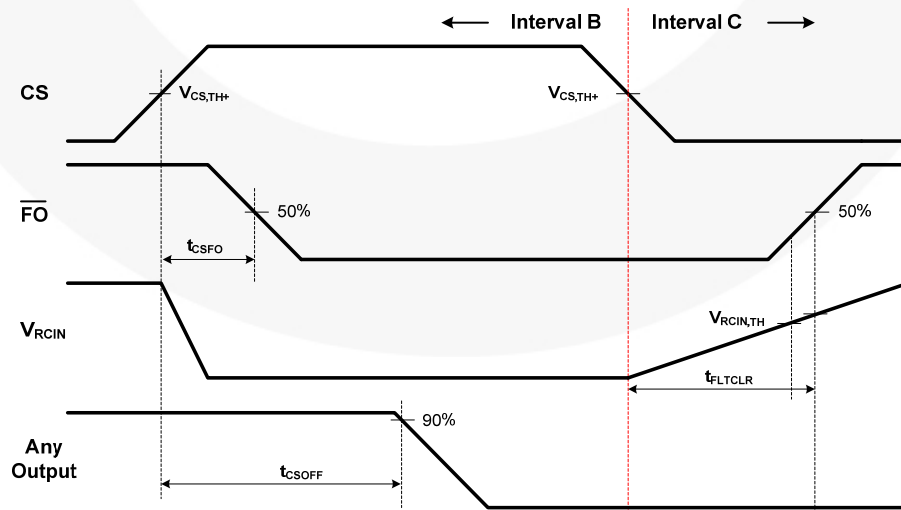 Interval B
Interval C
CS
VCS,TH+
VCS,TH+
FO
50%
50%
tCSFO
VRCIN
VRCIN,TH
tFLTCLR
Any
Output
90%
tCSOFF